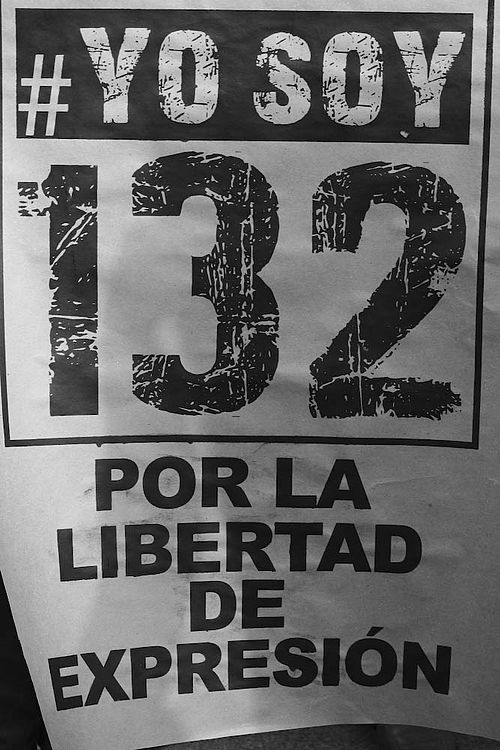 #YO SOY
132
POR LA
LIBERTAD
DE
EXPRESIÓN